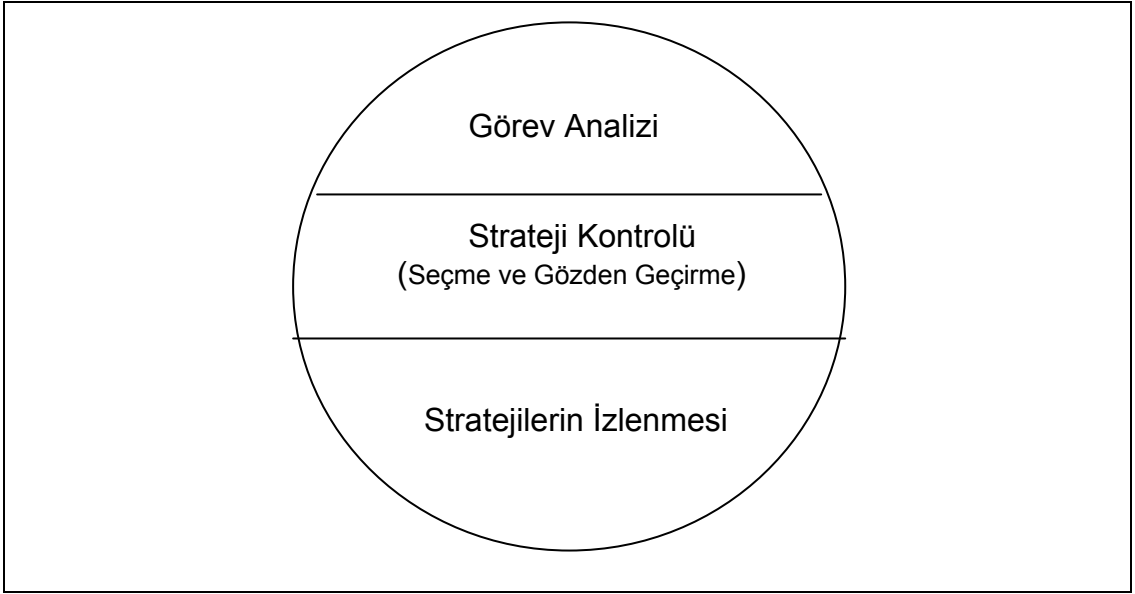 Görev Analizi
Strateji Kontrolü
(Seçme ve Gözden Geçirme)
Stratejilerin İzlenmesi